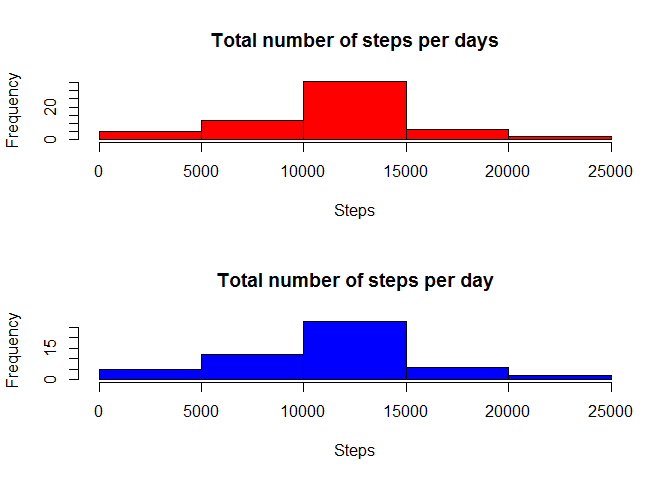 Total number of steps per days
Frequency
20
0
0 5000 10000 15000 20000 25000
Steps
Total number of steps per day
Frequency
15
0
0 5000 10000 15000 20000 25000
Steps